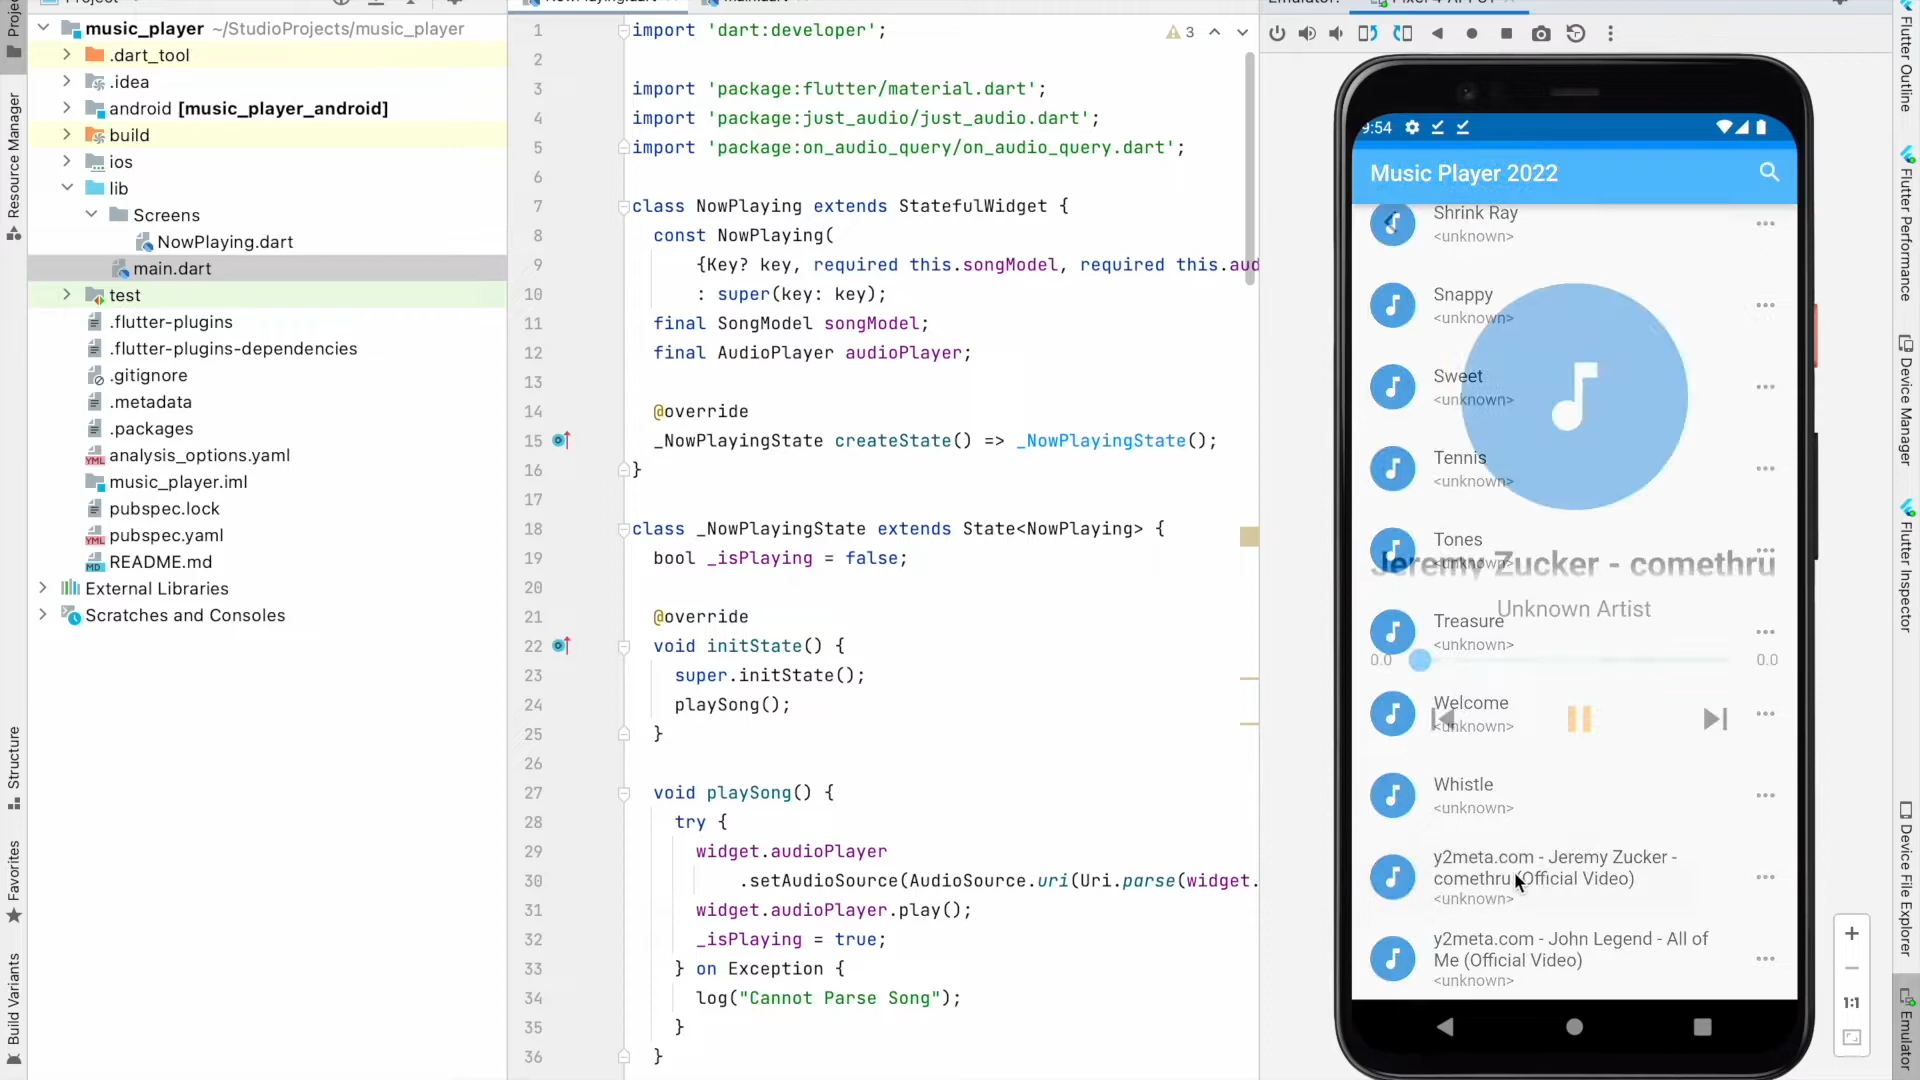 music_player ~/StudioProjects/music_player
.dart_tool
.idea
android [music_player_android]
build
ios
lib
Screens
NowPlaying.dart
main.dart
test
.flutter-plugins
.flutter-plugins-dependencies
.gitignore
.metadata
.packages
analysis_options.yaml
music_player.iml
pubspec.lock
pubspec.yaml
README.md
External Libraries
Scratches and Consoles
Resource Manager
Structure
Favorites
Build Variants
1 import 'dart:developer';
2
3 import 'package:flutter/material.dart';
4 import 'package:just_audio/just_audio.dart';
5 import 'package:on_audio_query/on_audio_query.dart';
6
7 class NowPlaying extends StatefulWidget {
8 const NowPlaying(
9 {Key? key, required this.songModel, required this.aud
10 : super(key: key);
11 final SongModel songModel;
12 final AudioPlayer audioPlayer;
13
14 @override
15 _NowPlayingState createState() => _NowPlayingState();
16 }
17
18 class _NowPlayingState extends State<NowPlaying> {
19 bool _isPlaying = false;
20
21 @override
22 void initState() {
23 super.initState();
24 playSong();
25 }
26
27 void playSong() {
28 try {
29 widget.audioPlayer
30 .setAudioSource(AudioSource.uri(Uri.parse(widget.
31 widget.audioPlayer.play();
32 _isPlaying = true;
33 } on Exception {
34 log("Cannot Parse Song");
35 }
36 }
3
9:54
Music Player 2022
Shrink Ray
<unknown>
Snappy
<unknown>
Sweet
<unknown>
Tennis
<unknown>
Tones
<unknown>
Jeremy Zucker - comethru
Unknown Artist
Treasure
<unknown>
0.0 0.0
Welcome
<unknown>
Whistle
<unknown>
y2meta.com - Jeremy Zucker -
comethru (Official Video)
<unknown>
y2meta.com - John Legend - All of
Me (Official Video)
<unknown>
1:1
Flutter Outline
Flutter Performance
Device Manager
Flutter Inspector
Device File Explorer
Emulator